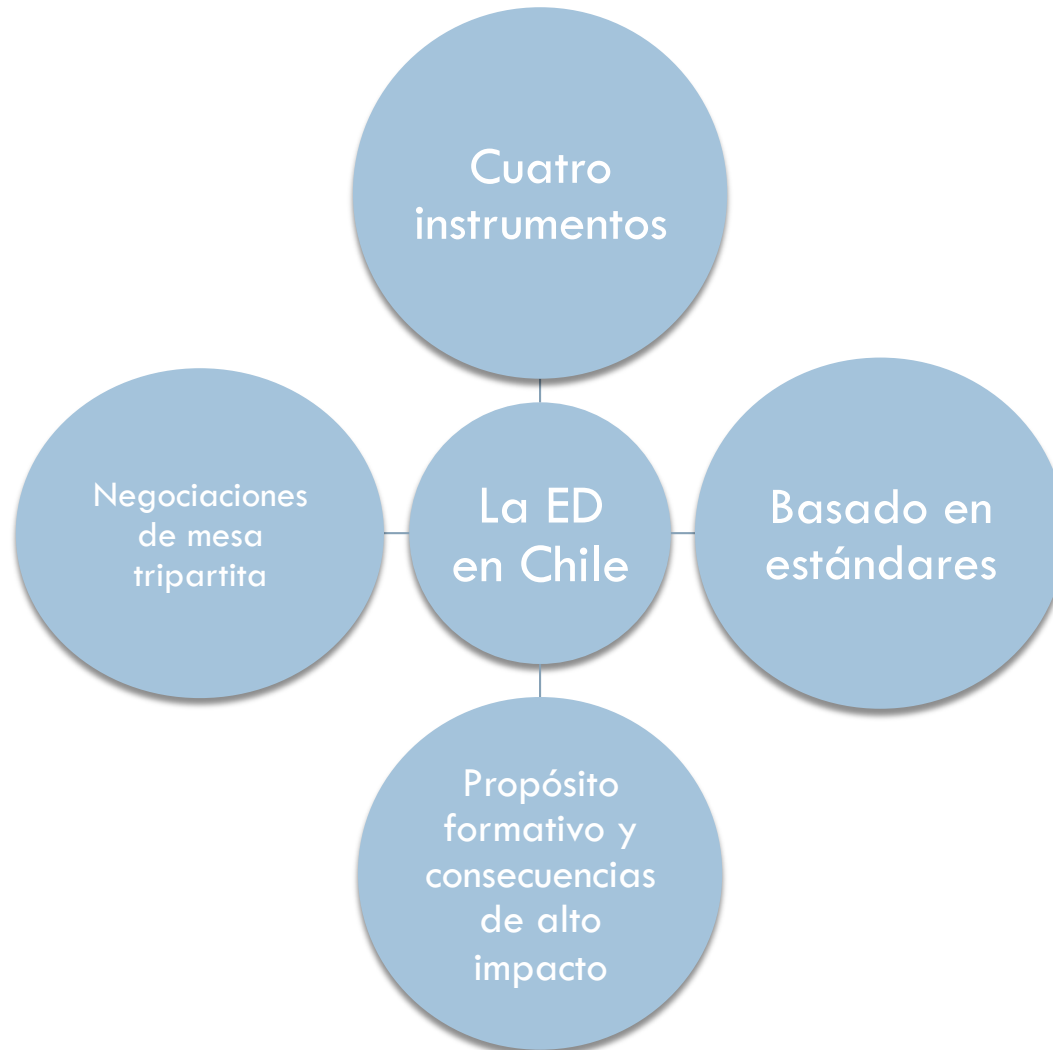 Cuatro
instrumentos
Negociaciones
de mesa
tripartita
La ED
en Chile
Basado en
estándares
Propósito
formativo y
consecuencias
de alto
impacto